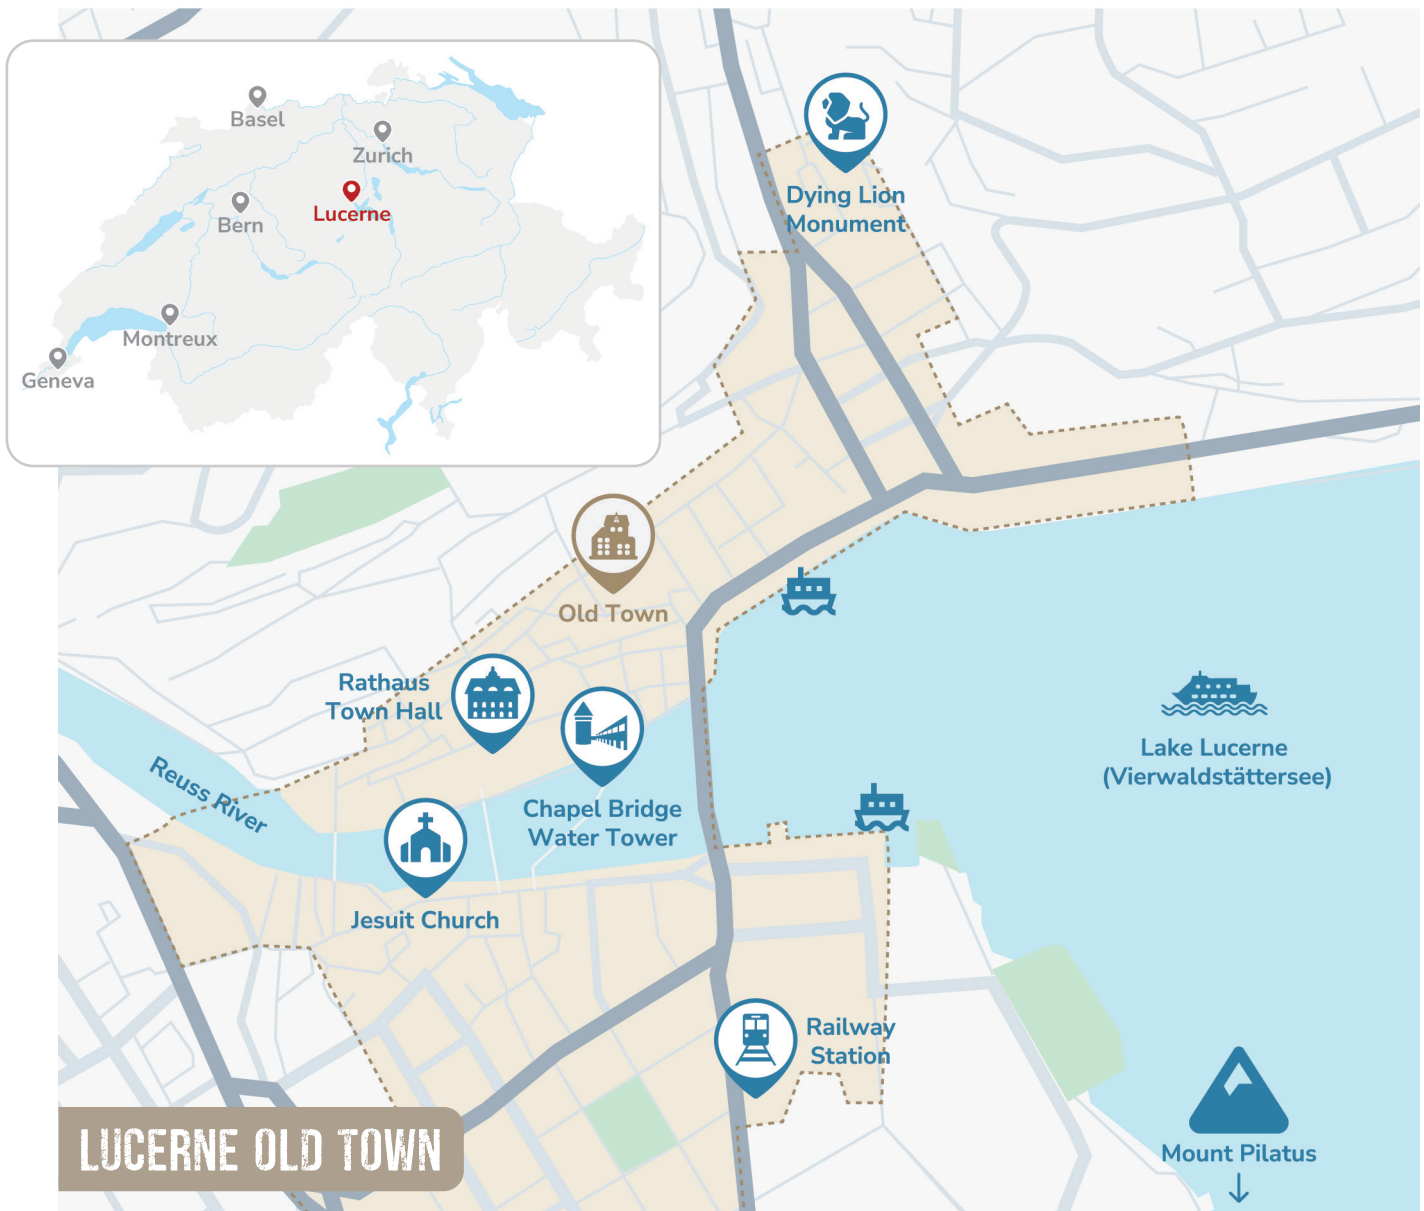 Basel
Zurich
Lucerne
Bern
Montreux
Geneva
Dying Lion
Monument
Old Town
Rathaus
Town Hall
Reuss River
Chapel Bridge
Water Tower
Jesuit Church
Lake Lucerne
(Vierwaldstättersee)
Railway
Station
Mount Pilatus
LUCERNE OLD TOWN